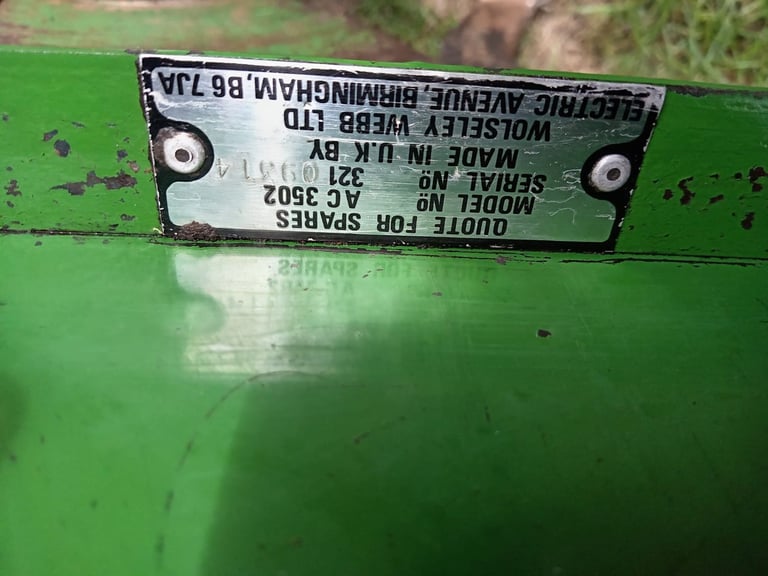 QUOTE FOR SPARES
MODEL Nº AC 3502
SERIAL Nº 321 09314
MADE IN U.K BY
WOLSELEY WEBB LTD
ELECTRIC AVENUE, BIRMINGHAM, B6 7JA